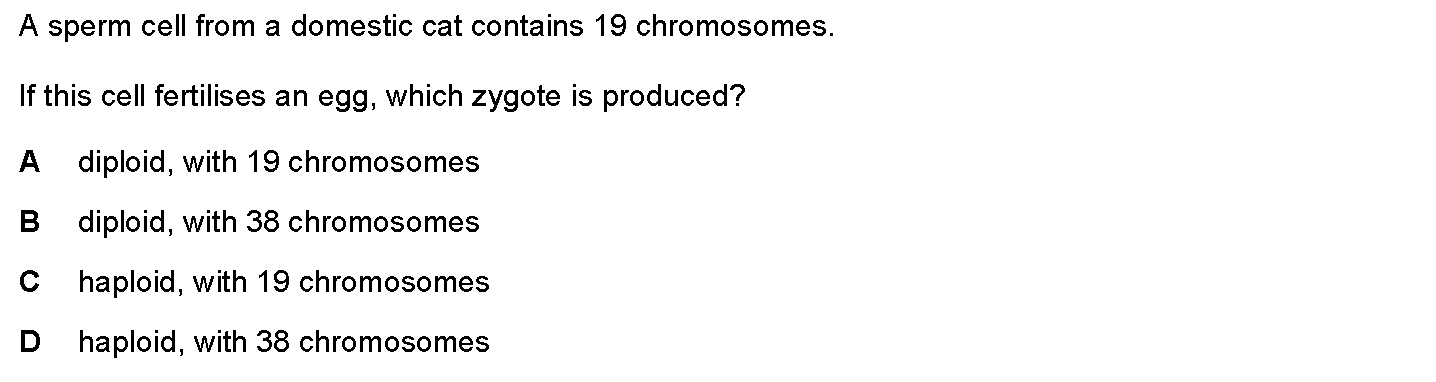 A sperm cell from a domestic cat contains 19 chromosomes.
If this cell fertilises an egg, which zygote is produced?
A diploid, with 19 chromosomes
B diploid, with 38 chromosomes
C haploid, with 19 chromosomes
D haploid, with 38 chromosomes